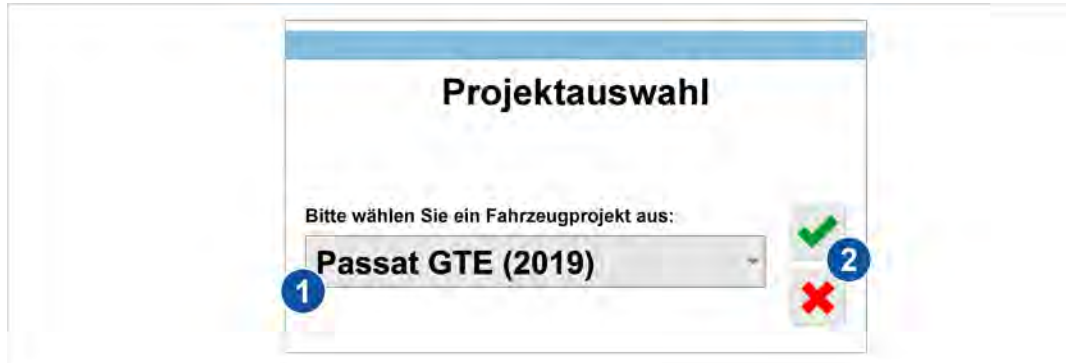 Projektauswahl
Bitte wählen Sie ein Fahrzeugprojekt aus:
Passat GTE (2019)
1
2